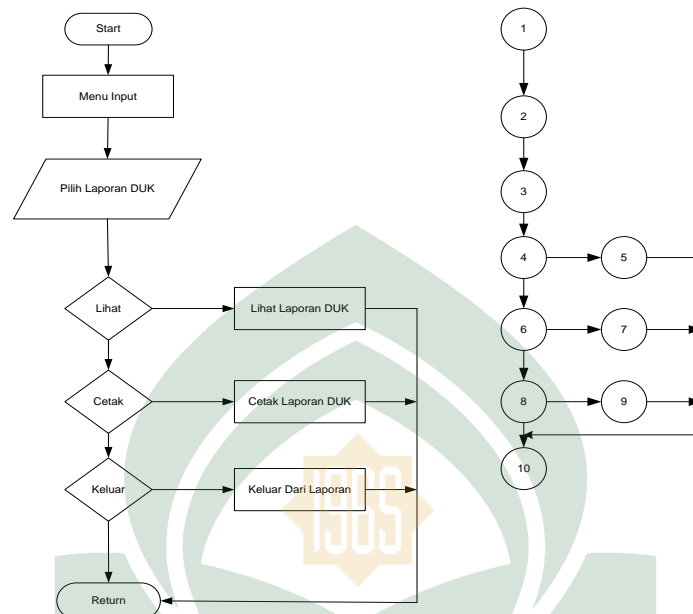 Start
Menu Input
Pilih Laporan DUK
Lihat
Lihat Laporan DUK
Cetak
Cetak Laporan DUK
Keluar
Keluar Dari Laporan
Return
1
2
3
4
5
6
7
8
9
10
1965